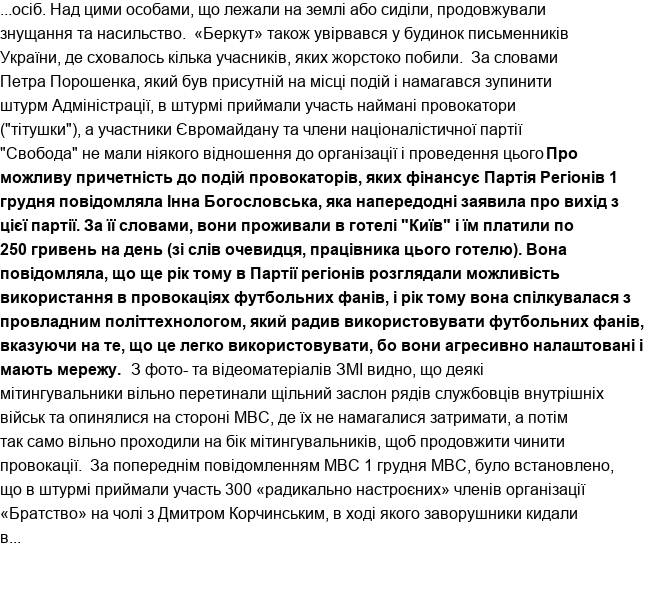 ...осіб. Над цими особами, що лежали на землі або сиділи, продовжували
знущання та насильство.  «Беркут» також увірвався у будинок письменників
України, де сховалось кілька учасників, яких жорстоко побили.  За словами
Петра Порошенка, який був присутній на місці подій і намагався зупинити
штурм Адміністрації, в штурмі приймали участь наймані провокатори
("тітушки"), а участники Євромайдану та члени націоналістичної партії
"Свобода" не мали ніякого відношення до організації і проведення цього Про
можливу причетність до подій провокаторів, яких фінансує Партія Регіонів 1
грудня повідомляла Інна Богословська, яка напередодні заявила про вихід з
цієї партії. За її словами, вони проживали в готелі "Київ" і їм платили по
250 гривень на день (зі слів очевидця, працівника цього готелю). Вона
повідомляла, що ще рік тому в Партії регіонів розглядали можливість
використання в провокаціях футбольних фанів, і рік тому вона спілкувалася з
провладним політтехнологом, який радив використовувати футбольних фанів,
вказуючи на те, що це легко використовувати, бо вони агресивно налаштовані і
мають мережу.  З фото- та відеоматеріалів ЗМІ видно, що деякі
мітингувальники вільно перетинали щільний заслон рядів службовців внутрішніх
військ та опинялися на стороні МВС, де їх не намагалися затримати, а потім
так само вільно проходили на бік мітингувальників, щоб продовжити чинити
провокації.  За попереднім повідомленням МВС 1 грудня МВС, було встановлено,
що в штурмі приймали участь 300 «радикально настроєних» членів організації
«Братство» на чолі з Дмитром Корчинським, в ході якого заворушники кидали
в...